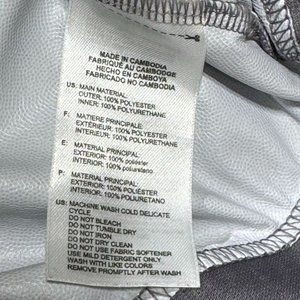 MADE IN CAMBODIA
FABRIQUÉ AU CAMBODGE
HECHO EN CAMBOYA
FABRICADO NO CAMBODIA
US: MAIN MATERIAL:
OUTER: 100% POLYESTER
INNER: 100% POLYURETHANE
F: MATIERE PRINCIPALE:
EXTÉRIEUR: 100% POLYESTER
INTÉRIEUR: 100% POLYURETHANE
E: MATERIAL PRINCIPAL:
EXTERIOR: 100% poliéster
INTERIOR: 100% poliuretano
P: MATERIAL PRINCIPAL:
EXTERIOR: 100% POLIÉSTER
INTERIOR: 100% POLIURETANO
US: MACHINE WASH COLD DELICATE
CYCLE
DO NOT BLEACH
DO NOT TUMBLE DRY
DO NOT IRON
DO NOT DRY CLEAN
DO NOT USE FABRIC SOFTENER
USE MILD DETERGENT ONLY
WASH WITH LIKE COLORS
REMOVE PROMPTLY AFTER WASH